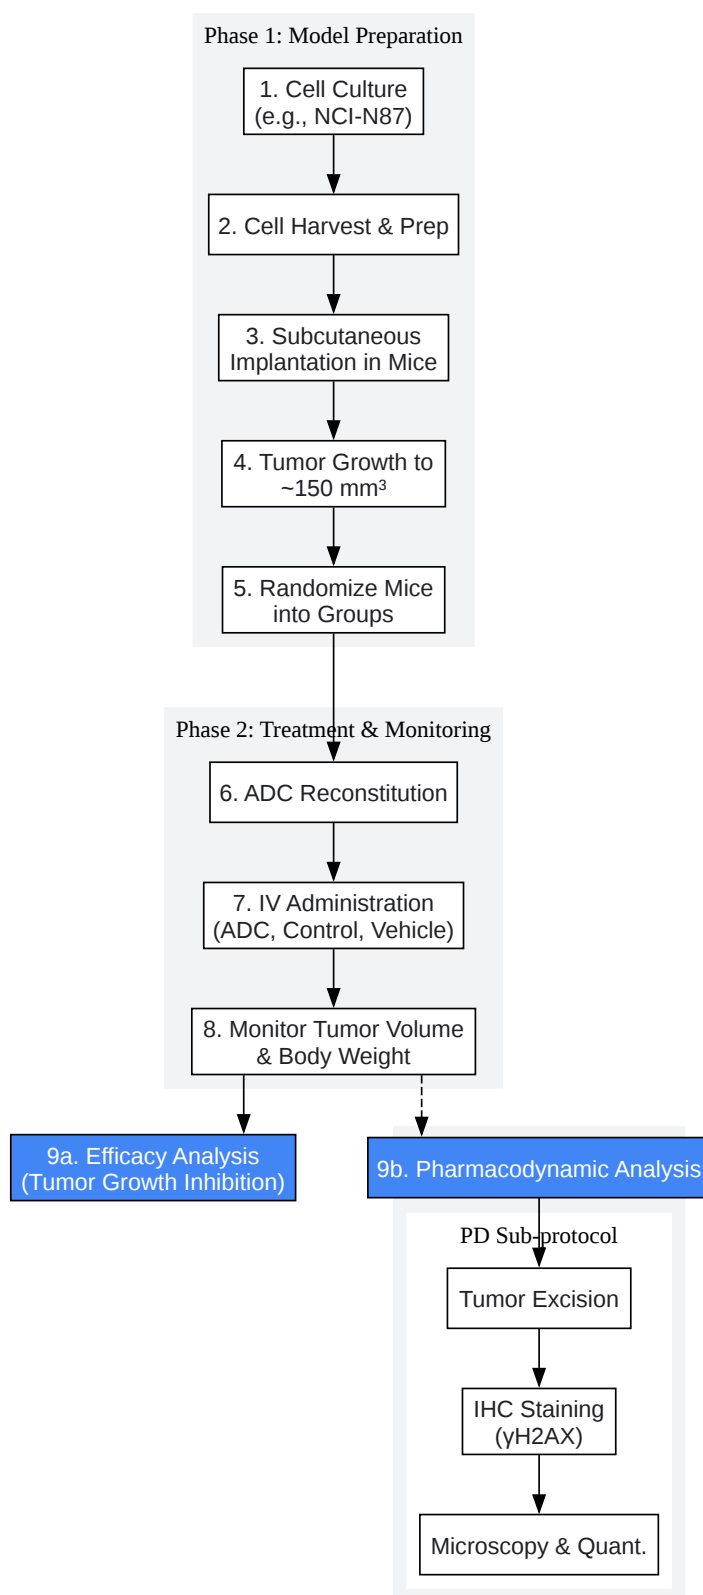 Phase 1: Model Preparation
1. Cell Culture
(e.g., NCI-N87)
2. Cell Harvest & Prep
3. Subcutaneous
Implantation in Mice
4. Tumor Growth to
~150 mm³
5. Randomize Mice
into Groups
Phase 2: Treatment & Monitoring
6. ADC Reconstitution
7. IV Administration
(ADC, Control, Vehicle)
8. Monitor Tumor Volume
& Body Weight
9a. Efficacy Analysis
(Tumor Growth Inhibition)
9b. Pharmacodynamic Analysis
PD Sub-protocol
Tumor Excision
IHC Staining
(γH2AX)
Microscopy & Quant.